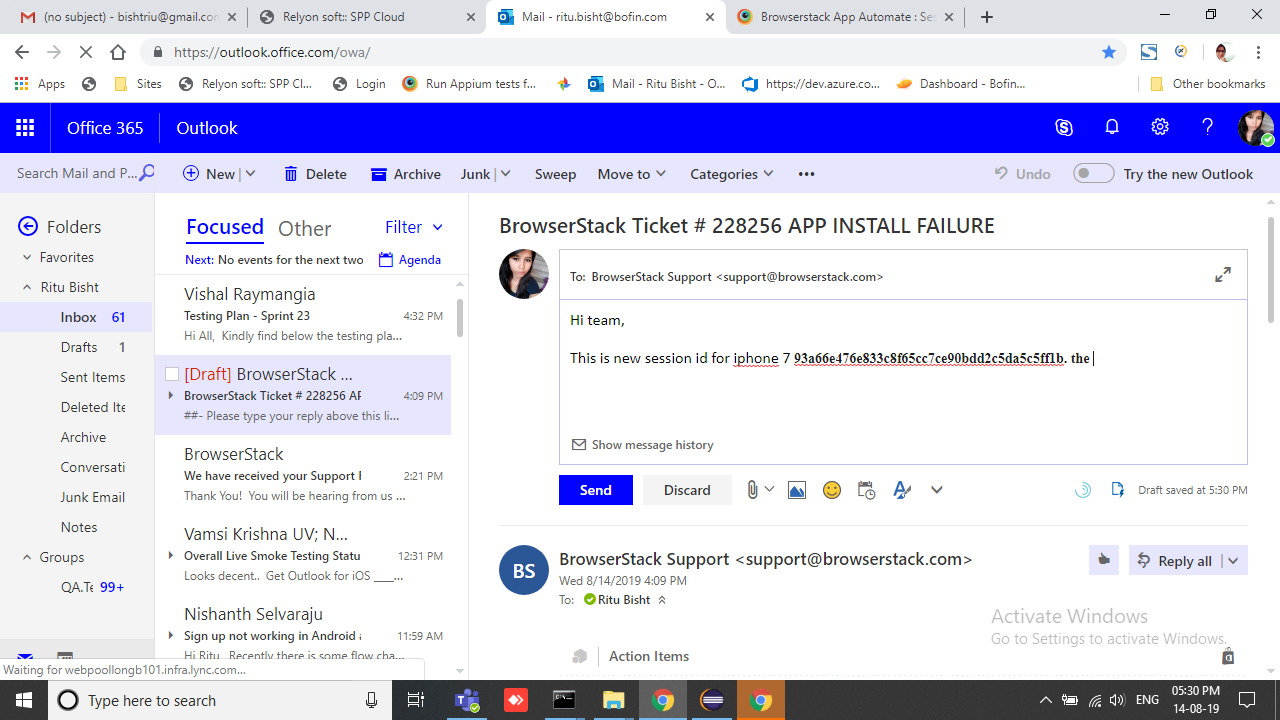 (no subject) - bishtriu@gmail.con
Relyon soft:: SPP Cloud
Mail - ritu.bisht@bofin.com
Browserstack App Automate : Se
https://outlook.office.com/owa/
Apps
Sites
Relyon soft:: SPP Cl...
Login
Run Appium tests f...
Mail - Ritu Bisht - O...
https://dev.azure.co...
Dashboard - Bofin...
Other bookmarks
Office 365
Outlook
Search Mail and P...
New
Delete
Archive
Junk
Sweep
Move to
Categories
Undo
Try the new Outlook
Folders
Favorites
Ritu Bisht
Inbox 61
Drafts 1
Sent Items
Deleted Ite
Archive
Conversati
Junk Email
Notes
Groups
QA.Te 99+
Focused Other Filter
Next: No events for the next two Agenda
Vishal Raymangia
Testing Plan - Sprint 23 4:32 PM
Hi All, Kindly find below the testing pla...
[Draft] BrowserStack ...
BrowserStack Ticket # 228256 AF 4:09 PM
##- Please type your reply above this li...
BrowserStack
We have received your Support F 2:21 PM
Thank You! You will be hearing from us ...
Vamsi Krishna UV; N...
Overall Live Smoke Testing Statu 12:31 PM
Looks decent.. Get Outlook for iOS ____...
Nishanth Selvaraju
Sign up not working in Android a 11:59 AM
Hi Ritu, Recently there is some flow cha...
BrowserStack Ticket # 228256 APP INSTALL FAILURE
To: BrowserStack Support <support@browserstack.com>
Hi team,
This is new session id for iphone 7 93a66e476e833c8f65cc7ce90bdd2c5da5c5ff1b. the
Show message history
Send
Discard
Draft saved at 5:30 PM
BS
BrowserStack Support <support@browserstack.com>
Wed 8/14/2019 4:09 PM
To: Ritu Bisht
Reply all
Action Items
Activate Windows
Go to Settings to activate Windows.
Waiting for webpoollongb101.infra.lync.com...
Type here to search
ENG
05:30 PM
14-08-19